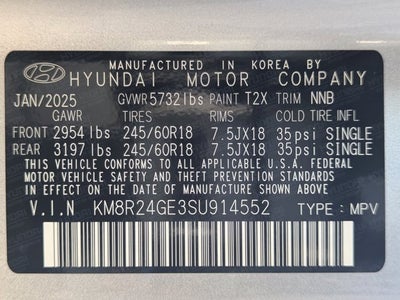 MANUFACTURED IN KOREA BY
HYUNDAI MOTOR COMPANY
JAN/2025 GVWR 5732 lbs PAINT T2X TRIM NNB
GAWR TIRES RIMS COLD TIRE INFL
FRONT 2954 lbs 245/60R18 7.5JX18 35psi SINGLE
REAR 3197 lbs 245/60R18 7.5JX18 35psi SINGLE
THIS VEHICLE CONFORMS TO ALL APPLICABLE U.S.A. FEDERAL
MOTOR VEHICLE SAFETY, BUMPER, AND THEFT PREVENTION
STANDARDS IN EFFECT ON THE DATE OF MANUFACTURE SHOWN ABOVE.
V.I.N KM8R24GE3SU914552 TYPE : MPV